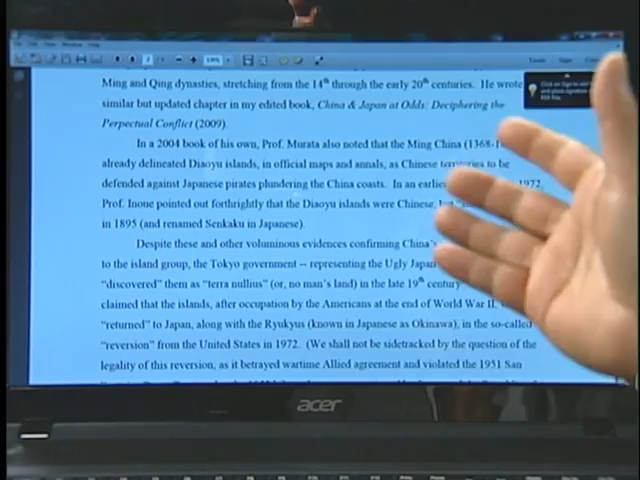 Ming and Qing dynasties, stretching from the 14th through the early 20th centuries. He wrote
similar but updated chapter in my edited book, China & Japan at Odds: Deciphering the
Perpectual Conflict (2009).
In a 2004 book of his own, Prof. Murata also noted that the Ming China (1368-1
already delineated Diaoyu islands, in official maps and annals, as Chinese territories to be
defended against Japanese pirates plundering the China coasts. In an earlier 1972,
Prof. Inoue pointed out forthrightly that the Diaoyu islands were Chinese,
in 1895 (and renamed Senkaku in Japanese).
Despite these and other voluminous evidences confirming China's
to the island group, the Tokyo government -- representing the Ugly Japan
"discovered" them as "terra nullius" (or, no man's land) in the late 19th century
claimed that the islands, after occupation by the Americans at the end of World War II,
"returned" to Japan, along with the Ryukyus (known in Japanese as Okinawa), in the so-called
"reversion" from the United States in 1972. (We shall not be sidetracked by the question of the
legality of this reversion, as it betrayed wartime Allied agreement and violated the 1951 San
acer